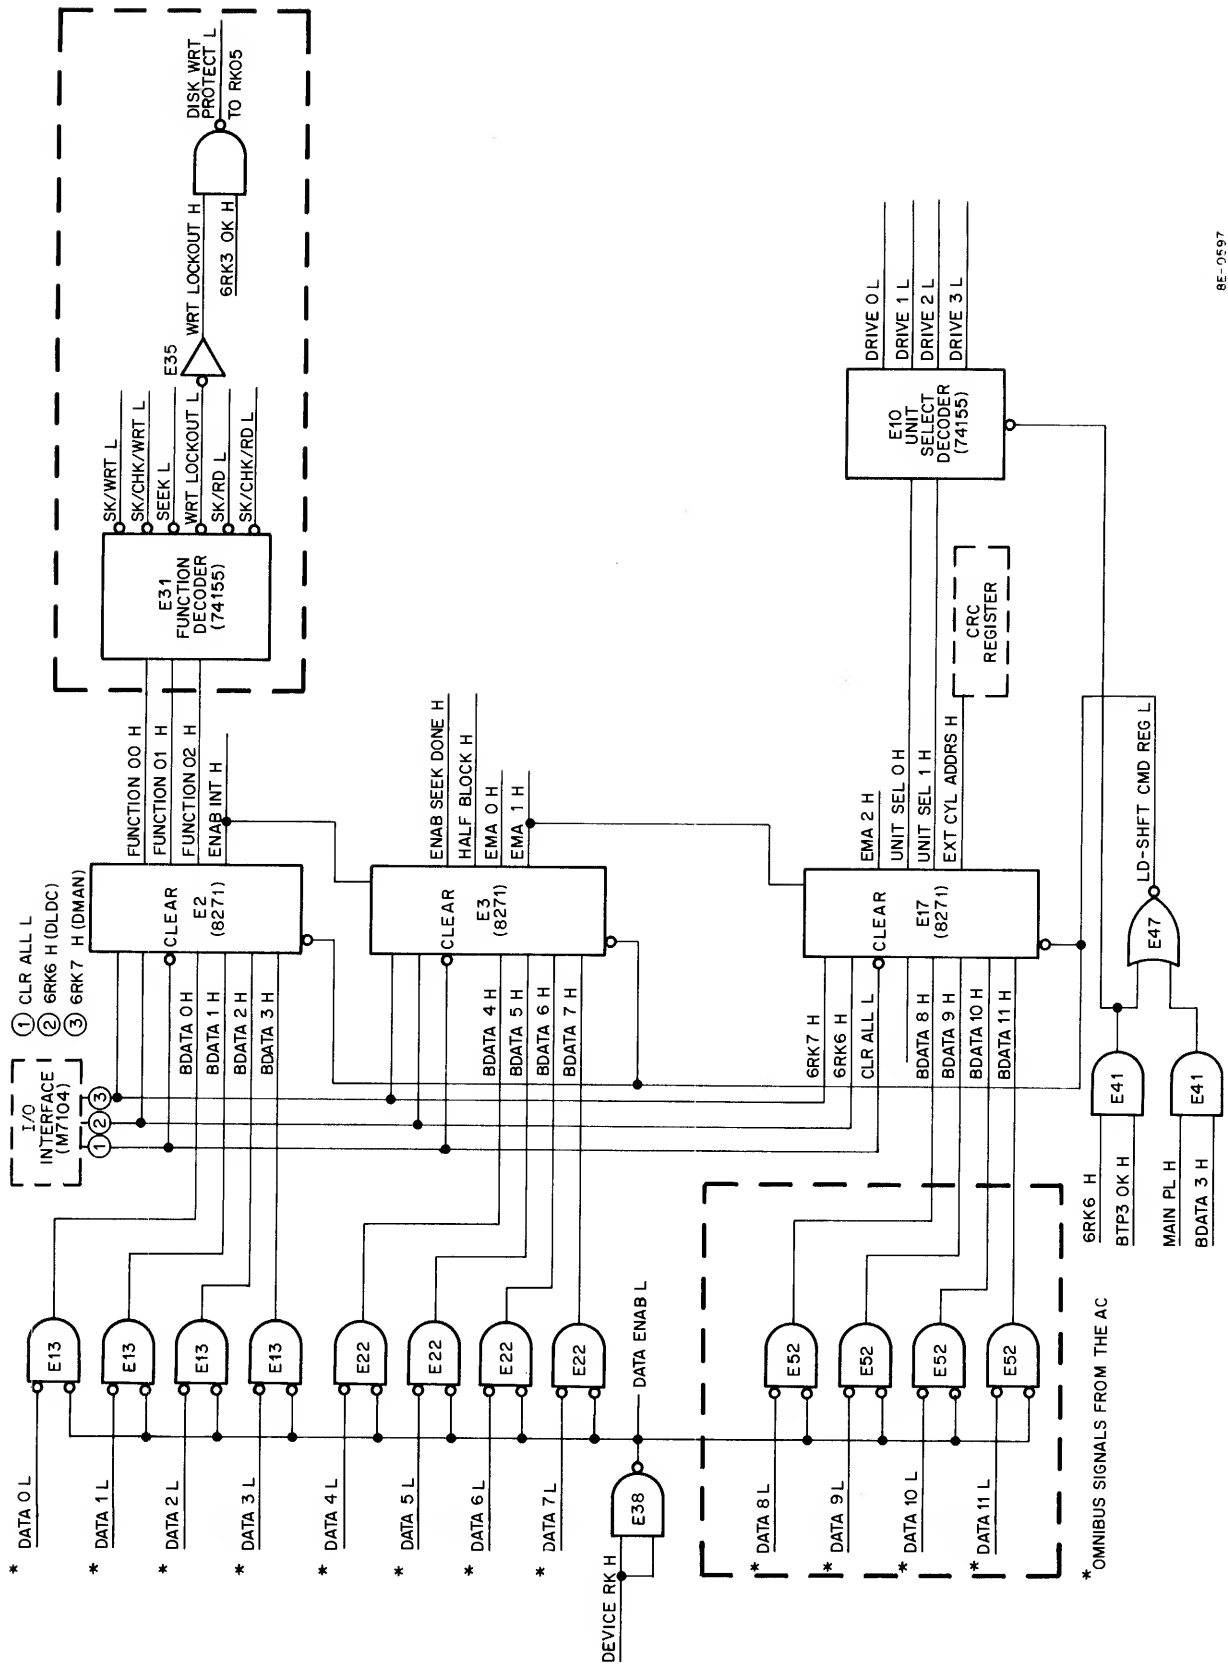 * DATA 0 L
* DATA 1 L
* DATA 2 L
* DATA 3 L
* DATA 4 L
* DATA 5 L
* DATA 6 L
* DATA 7 L
DEVICE RK H
* DATA 8 L
* DATA 9 L
* DATA 10 L
* DATA 11 L
* OMNIBUS SIGNALS FROM THE AC
E13
E13
E13
E13
E22
E22
E22
E22
E38
DATA ENAB L
E52
E52
E52
E52
I/O
INTERFACE
(M7104)
1
2
3
1 CLR ALL L
2 6RK6 H (DLDC)
3 6RK7 H (DMAN)
BDATA 0 H
BDATA 1 H
BDATA 2 H
BDATA 3 H
BDATA 4 H
BDATA 5 H
BDATA 6 H
BDATA 7 H
6RK7 H
6RK6 H
CLR ALL L
BDATA 8 H
BDATA 9 H
BDATA 10 H
BDATA 11 H
6RK6 H
BTP3 OK H
MAIN PL H
BDATA 3 H
E41
E41
E47
LD-SHFT CMD REG L
CLEAR
E2
(8271)
CLEAR
E3
(8271)
CLEAR
E17
(8271)
FUNCTION 00 H
FUNCTION 01 H
FUNCTION 02 H
ENAB INT H
ENAB SEEK DONE H
HALF BLOCK H
EMA 0 H
EMA 1 H
EMA 2 H
UNIT SEL 0 H
UNIT SEL 1 H
EXT CYL ADDRS H
CRC
REGISTER
E31
FUNCTION
DECODER
(74155)
SK/WRT L
SK/CHK/WRT L
SEEK L
WRT LOCKOUT L
SK/RD L
SK/CHK/RD L
E35
WRT LOCKOUT H
6RK3 OK H
DISK WRT
PROTECT L
TO RK05
E10
UNIT
SELECT
DECODER
(74155)
DRIVE 0 L
DRIVE 1 L
DRIVE 2 L
DRIVE 3 L
8E-0597